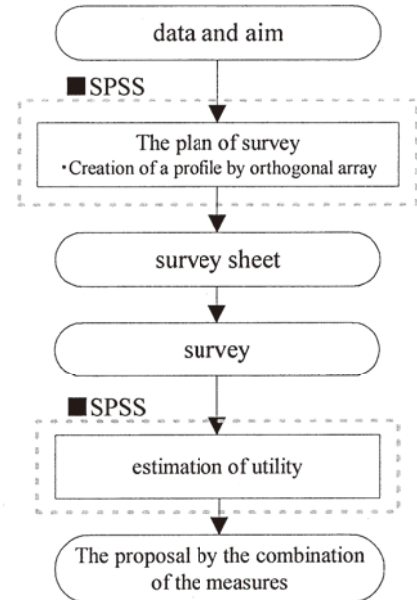 data and aim
■SPSS
The plan of survey
・Creation of a profile by orthogonal array
survey sheet
survey
■SPSS
estimation of utility
The proposal by the combination
of the measures